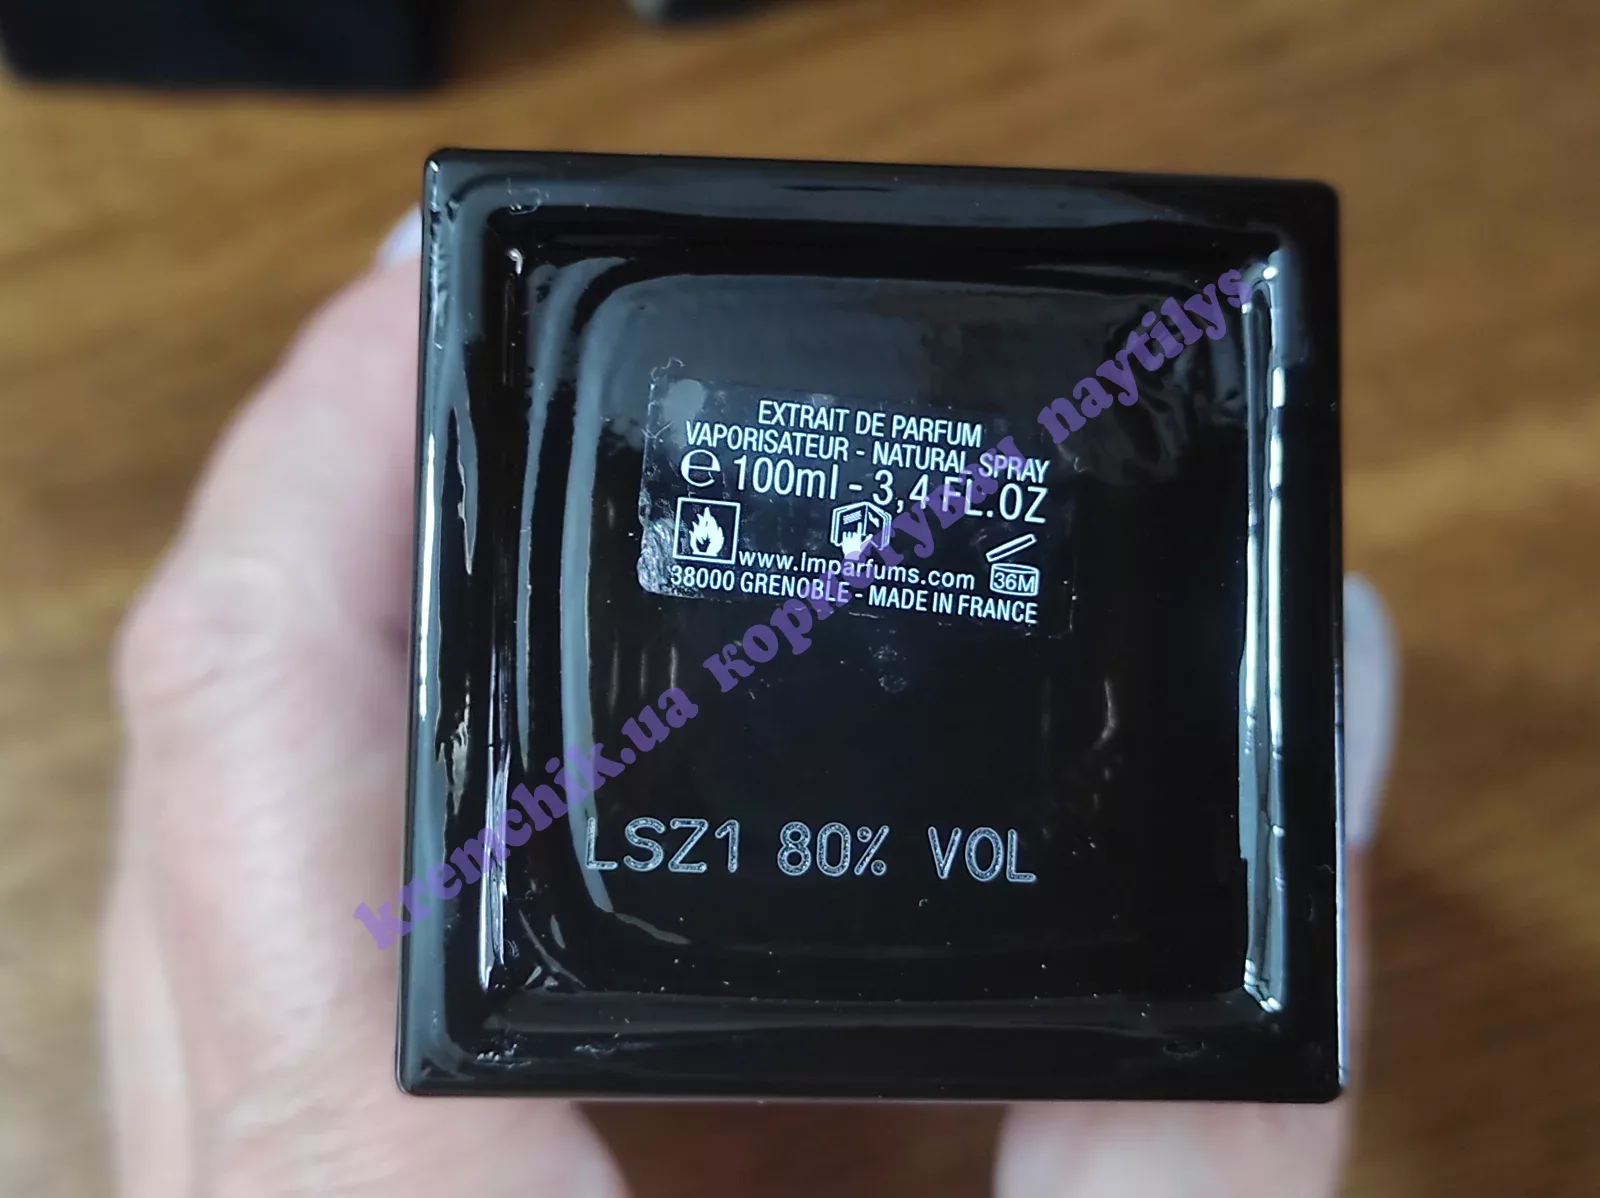 EXTRAIT DE PARFUM
VAPORISATEUR - NATURAL SPRAY
℮ 100ml - 3,4 FL.OZ
www.lmparfums.com
36M
38000 GRENOBLE - MADE IN FRANCE
LSZ1 80% VOL
kremchik.ua копперупаи naytilys